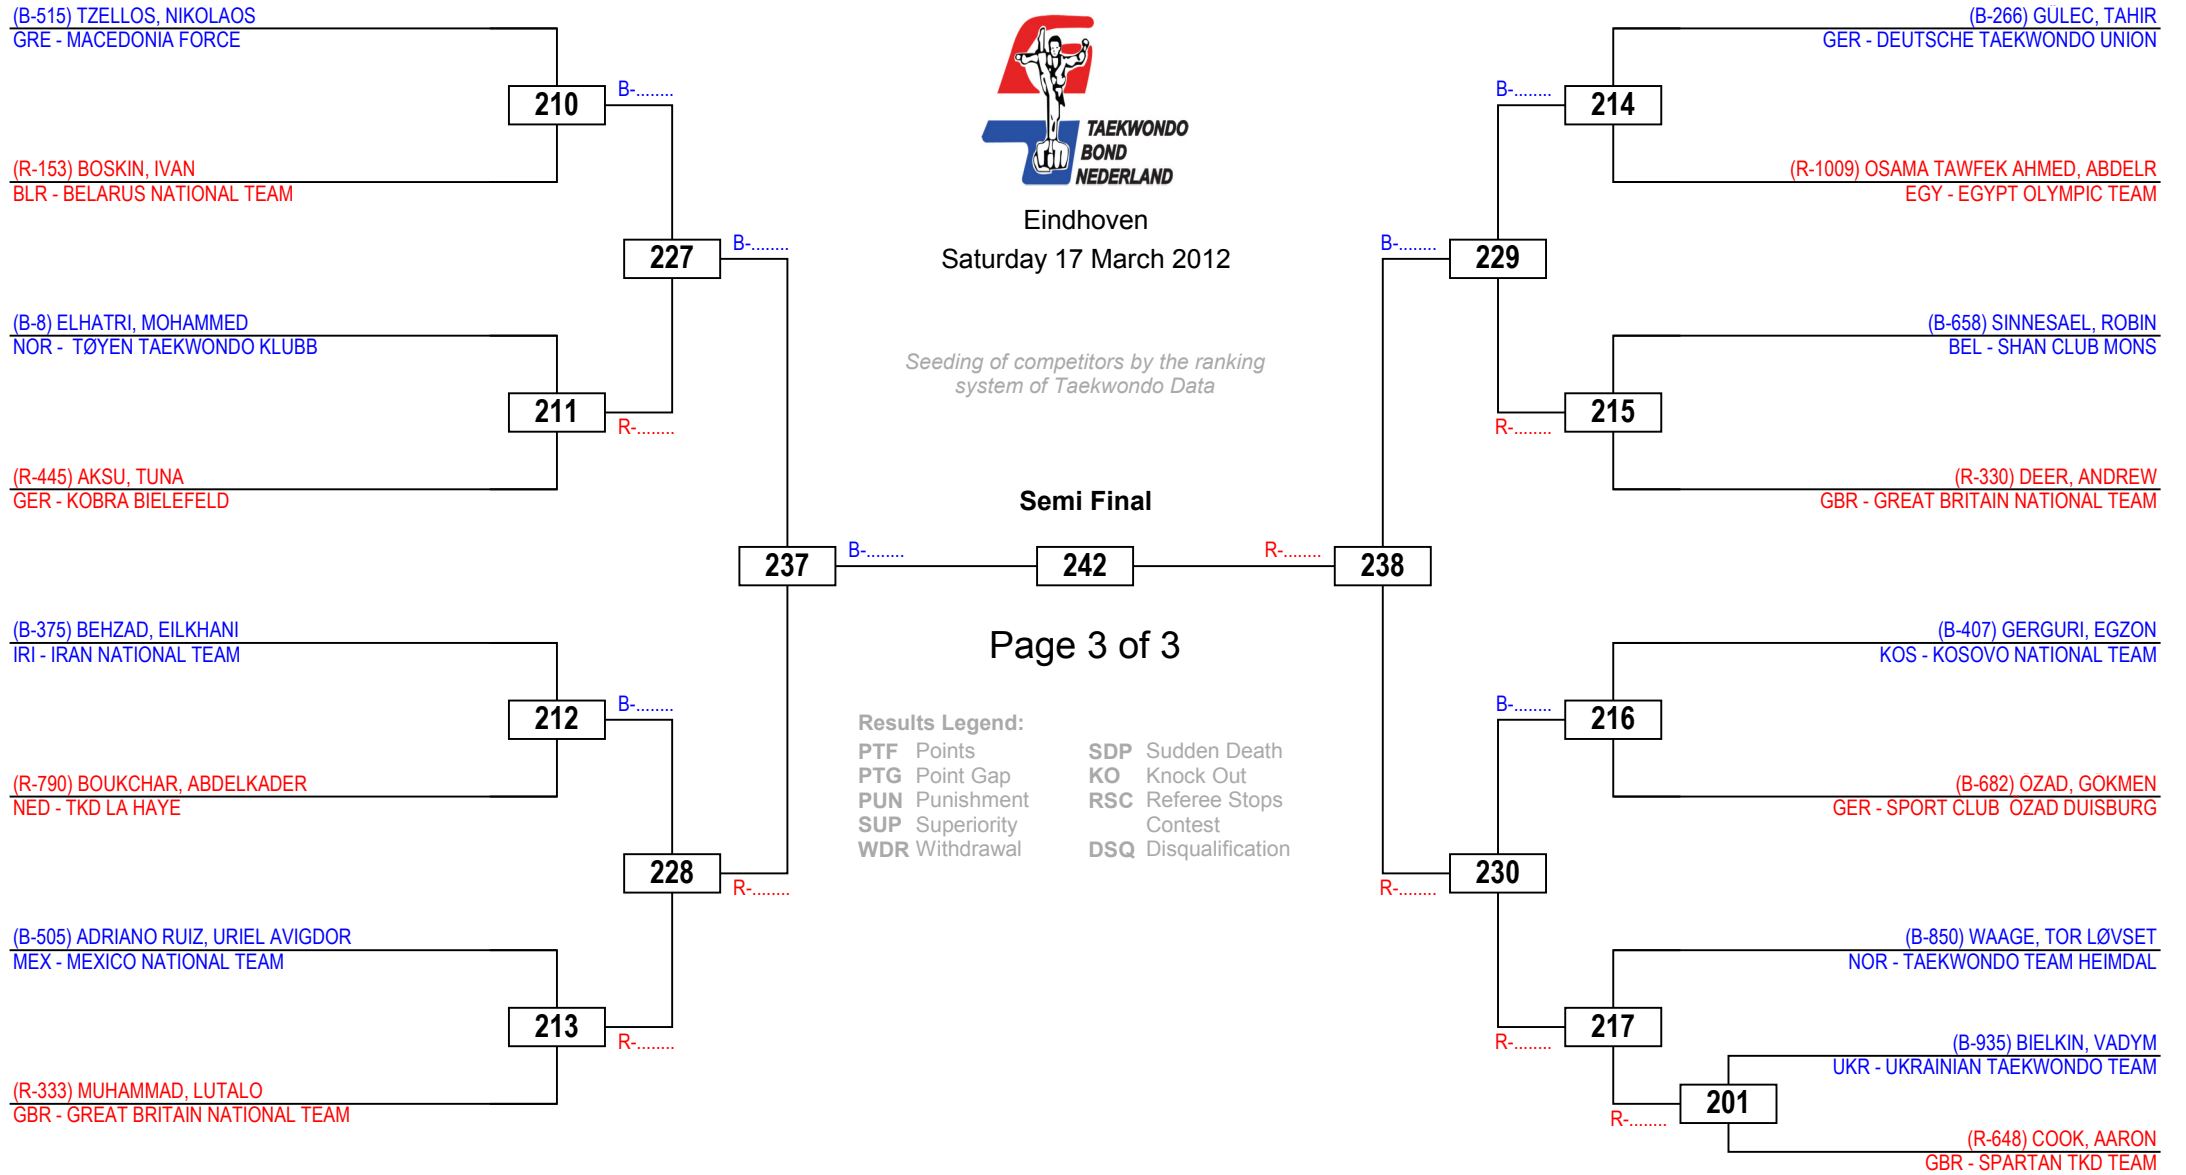 (B-515) TZELLOS, NIKOLAOS
GRE - MACEDONIA FORCE
210
B-........
(R-153) BOSKIN, IVAN
BLR - BELARUS NATIONAL TEAM
227
B-........
(B-8) ELHATRI, MOHAMMED
NOR -  TØYEN TAEKWONDO KLUBB
211
R-........
(R-445) AKSU, TUNA
GER - KOBRA BIELEFELD
237
B-........
(B-375) BEHZAD, EILKHANI
IRI - IRAN NATIONAL TEAM
212
B-........
(R-790) BOUKCHAR, ABDELKADER
NED - TKD LA HAYE
228
R-........
(B-505) ADRIANO RUIZ, URIEL AVIGDOR
MEX - MEXICO NATIONAL TEAM
213
R-........
(R-333) MUHAMMAD, LUTALO
GBR - GREAT BRITAIN NATIONAL TEAM
TAEKWONDO
BOND
NEDERLAND
Eindhoven
Saturday 17 March 2012
Seeding of competitors by the ranking
system of Taekwondo Data
Semi Final
242
Page 3 of 3
Results Legend:
PTF Points
PTG Point Gap
PUN Punishment
SUP Superiority
WDR Withdrawal
SDP Sudden Death
KO Knock Out
RSC Referee Stops
Contest
DSQ Disqualification
(B-266) GÜLEC, TAHIR
GER - DEUTSCHE TAEKWONDO UNION
B-........
214
(R-1009) OSAMA TAWFEK AHMED, ABDELR
EGY - EGYPT OLYMPIC TEAM
B-........
229
(B-658) SINNESAEL, ROBIN
BEL - SHAN CLUB MONS
R-........
215
(R-330) DEER, ANDREW
GBR - GREAT BRITAIN NATIONAL TEAM
R-........
238
(B-407) GERGURI, EGZON
KOS - KOSOVO NATIONAL TEAM
B-........
216
(B-682) OZAD, GOKMEN
GER - SPORT CLUB  OZAD DUISBURG
R-........
230
(B-850) WAAGE, TOR LØVSET
NOR - TAEKWONDO TEAM HEIMDAL
R-........
217
(B-935) BIELKIN, VADYM
UKR - UKRAINIAN TAEKWONDO TEAM
R-........
201
(R-648) COOK, AARON
GBR - SPARTAN TKD TEAM